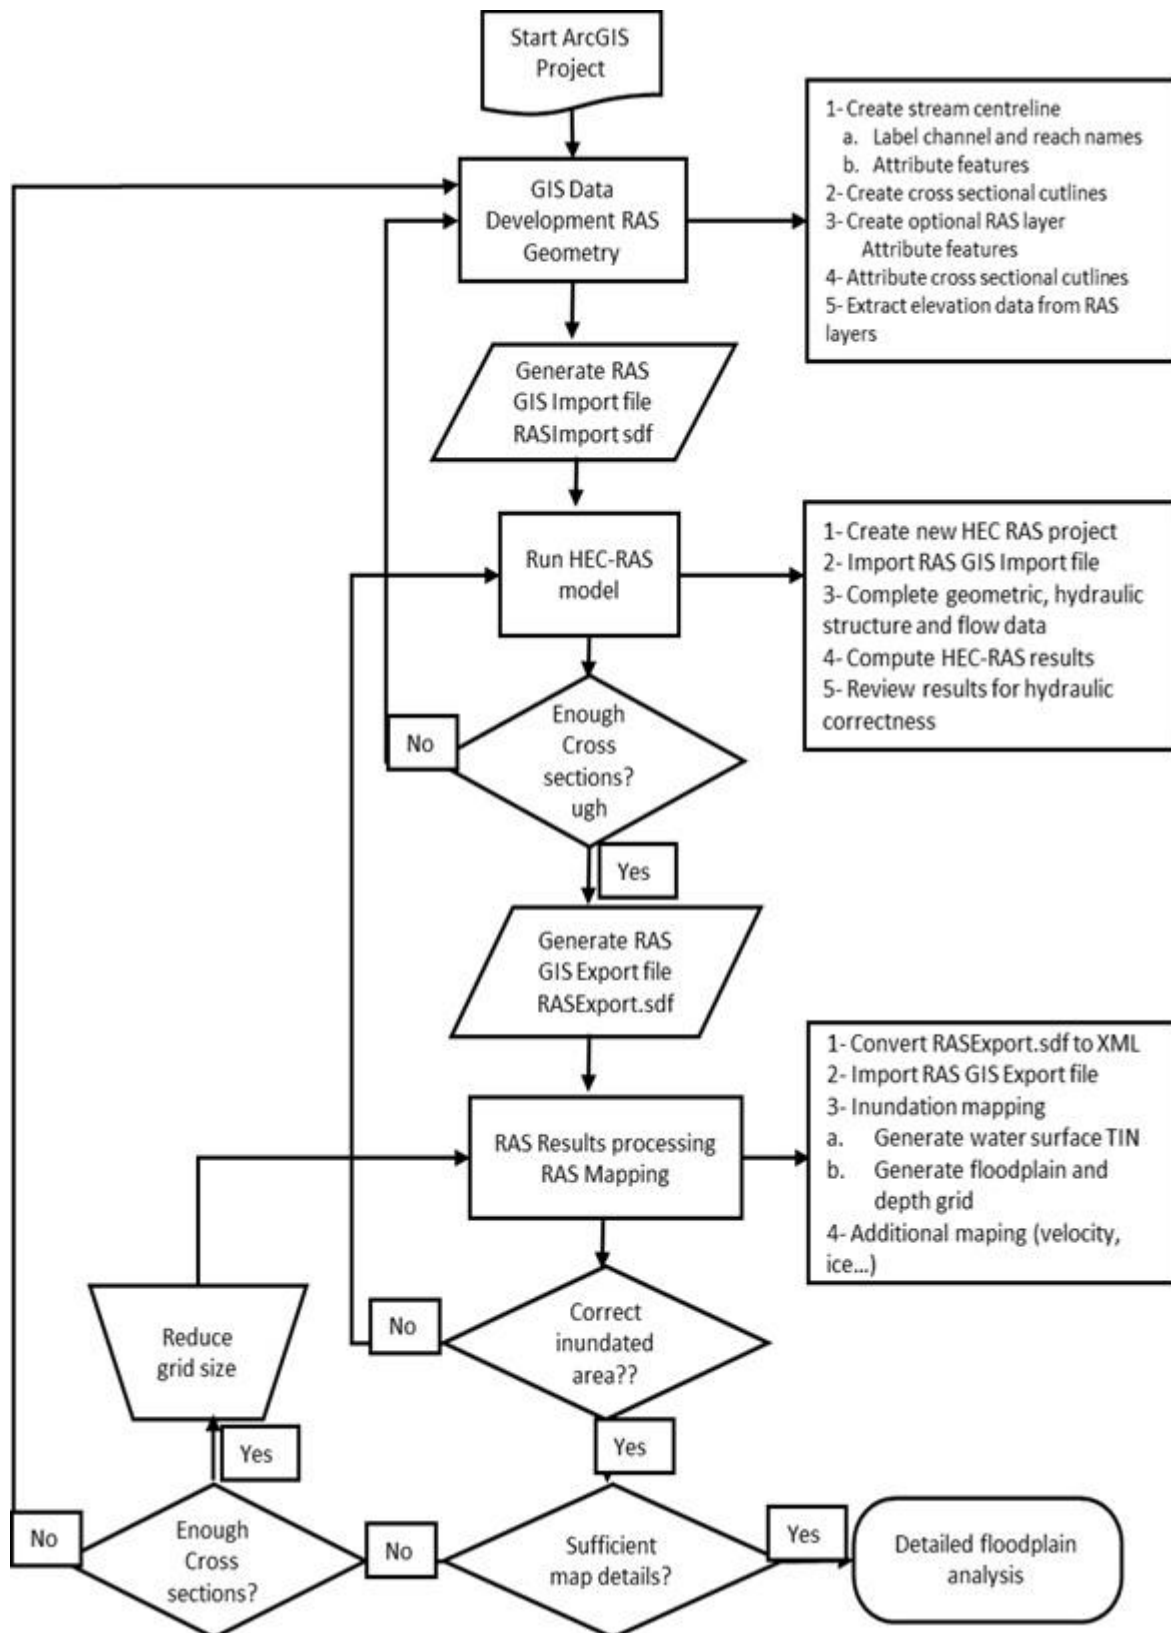 Start ArcGIS
Project
1- Create stream centreline
a. Label channel and reach names
b. Attribute features
2- Create cross sectional cutlines
3- Create optional RAS layer
Attribute features
4- Attribute cross sectional cutlines
5- Extract elevation data from RAS
layers
GIS Data
Development RAS
Geometry
Generate RAS
GIS Import file
RASImport sdf
Run HEC-RAS
model
1- Create new HEC RAS project
2- Import RAS GIS Import file
3- Complete geometric, hydraulic
structure and flow data
4- Compute HEC-RAS results
5- Review results for hydraulic
correctness
No
Enough
Cross
sections?
ugh
Yes
Generate RAS
GIS Export file
RASExport.sdf
RAS Results processing
RAS Mapping
1- Convert RASExport.sdf to XML
2- Import RAS GIS Export file
3- Inundation mapping
a. Generate water surface TIN
b. Generate floodplain and
depth grid
4- Additional maping (velocity,
ice...)
No
Correct
inundated
area??
Reduce
grid size
Yes
Yes
No
Enough
Cross
sections?
No
Sufficient
map details?
Yes
Detailed floodplain
analysis